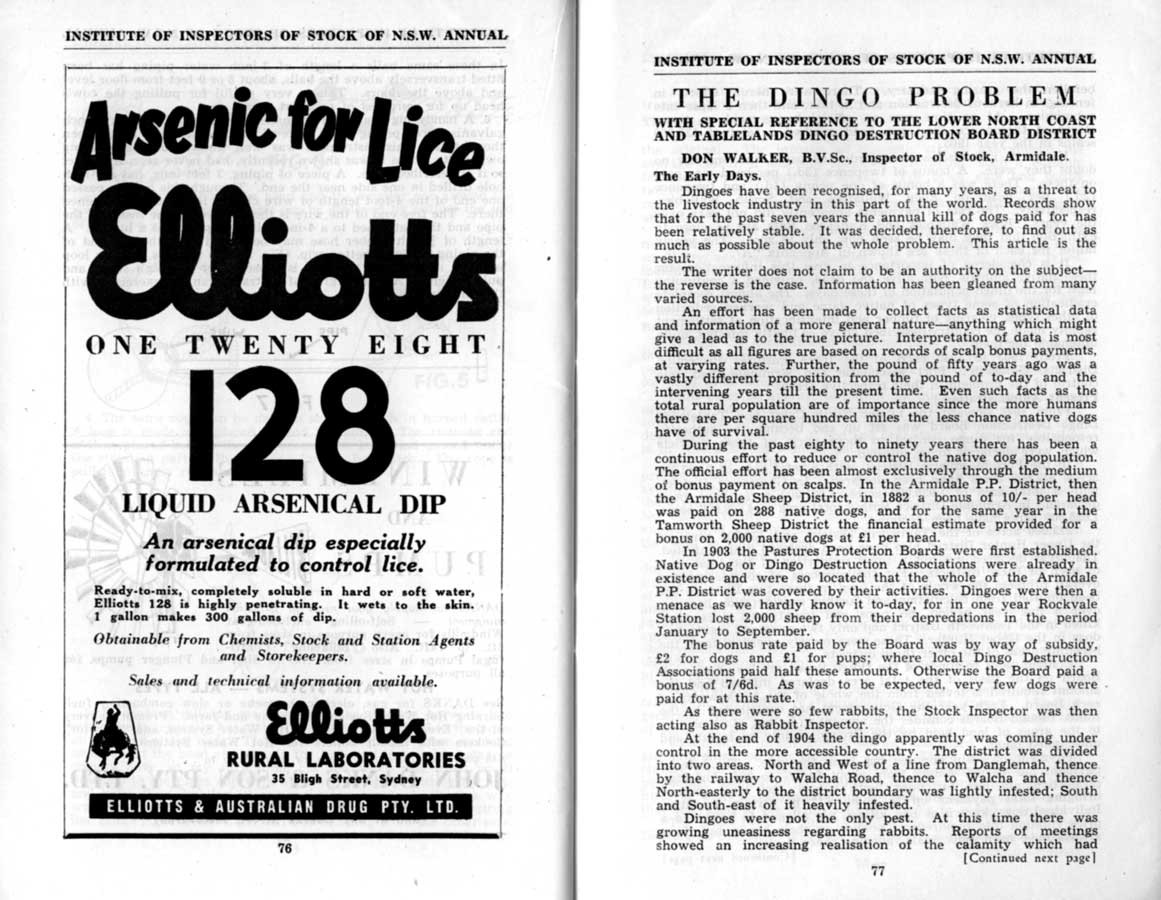 INSTITUTE OF INSPECTORS OF STOCK OF N.S.W. ANNUAL
Arsenic for Lice
Elliotts
ONE TWENTY EIGHT
128
LIQUID ARSENICAL DIP
An arsenical dip especially
formulated to control lice.
Ready-to-mix, completely soluble in hard or soft water,
Elliotts 128 is highly penetrating. It wets to the skin.
1 gallon makes 300 gallons of dip.
Obtainable from Chemists, Stock and Station Agents
and Storekeepers.
Sales and technical information available.
Elliotts
RURAL LABORATORIES
35 Bligh Street, Sydney
ELLIOTTS & AUSTRALIAN DRUG PTY. LTD.
76
INSTITUTE OF INSPECTORS OF STOCK OF N.S.W. ANNUAL
THE DINGO PROBLEM
WITH SPECIAL REFERENCE TO THE LOWER NORTH COAST
AND TABLELANDS DINGO DESTRUCTION BOARD DISTRICT
DON WALKER, B.V.Sc., Inspector of Stock, Armidale.
The Early Days.
Dingoes have been recognised, for many years, as a threat to
the livestock industry in this part of the world. Records show
that for the past seven years the annual kill of dogs paid for has
been relatively stable. It was decided, therefore, to find out as
much as possible about the whole problem. This article is the
result.
The writer does not claim to be an authority on the subject—
the reverse is the case. Information has been gleaned from many
varied sources.
An effort has been made to collect facts as statistical data
and information of a more general nature—anything which might
give a lead as to the true picture. Interpretation of data is most
difficult as all figures are based on records of scalp bonus payments,
at varying rates. Further, the pound of fifty years ago was a
vastly different proposition from the pound of to-day and the
intervening years till the present time. Even such facts as the
total rural population are of importance since the more humans
there are per square hundred miles the less chance native dogs
have of survival.
During the past eighty to ninety years there has been a
continuous effort to reduce or control the native dog population.
The official effort has been almost exclusively through the medium
of bonus payment on scalps. In the Armidale P.P. District, then
the Armidale Sheep District, in 1882 a bonus of 10/- per head
was paid on 288 native dogs, and for the same year in the
Tamworth Sheep District the financial estimate provided for a
bonus on 2,000 native dogs at £1 per head.
In 1903 the Pastures Protection Boards were first established.
Native Dog or Dingo Destruction Associations were already in
existence and were so located that the whole of the Armidale
P.P. District was covered by their activities. Dingoes were then a
menace as we hardly know it to-day, for in one year Rockvale
Station lost 2,000 sheep from their depredations in the period
January to September.
The bonus rate paid by the Board was by way of subsidy,
£2 for dogs and £1 for pups; where local Dingo Destruction
Associations paid half these amounts. Otherwise the Board paid a
bonus of 7/6d. As was to be expected, very few dogs were
paid for at this rate.
As there were so few rabbits, the Stock Inspector was then
acting also as Rabbit Inspector.
At the end of 1904 the dingo apparently was coming under
control in the more accessible country. The district was divided
into two areas. North and West of a line from Danglemah, thence
by the railway to Walcha Road, thence to Walcha and thence
North-easterly to the district boundary was lightly infested; South
and South-east of it heavily infested.
Dingoes were not the only pest. At this time there was
growing uneasiness regarding rabbits. Reports of meetings
showed an increasing realisation of the calamity which had
[Continued next page]
77